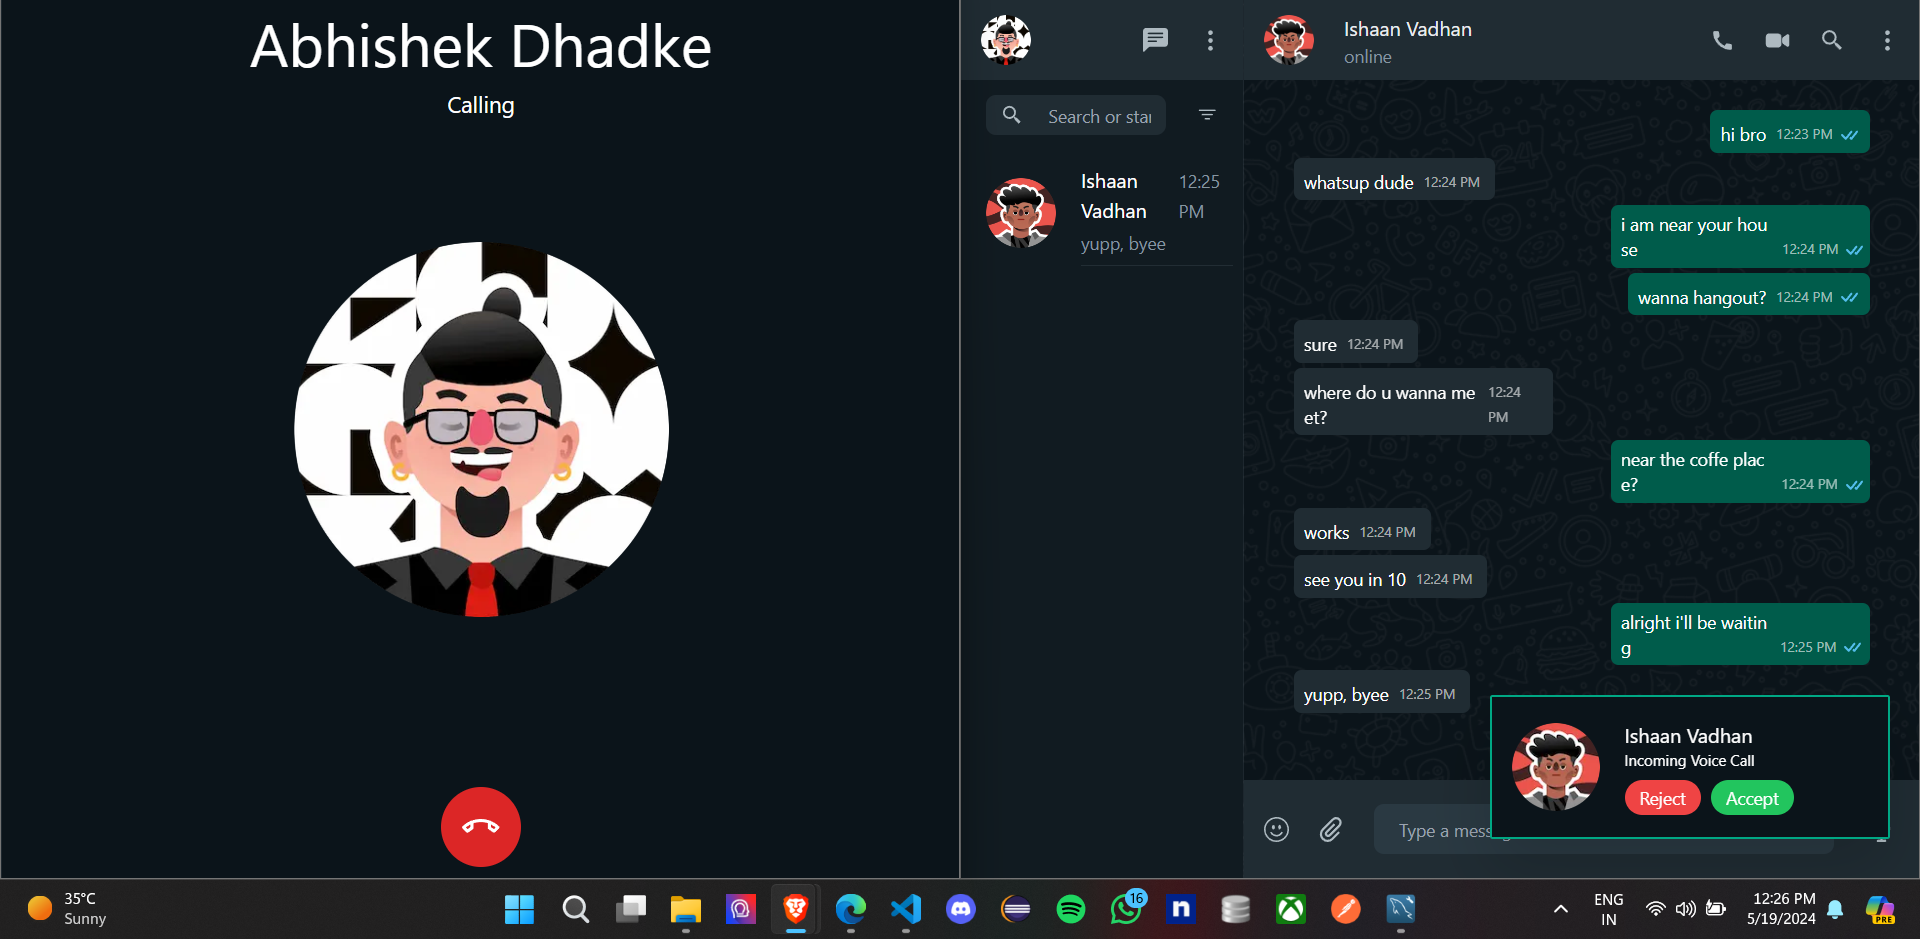 Abhishek Dhadke
Calling
Search or star
Ishaan
Vadhan
12:25
PM
yupp, byee
Ishaan Vadhan
online
hi bro 12:23 PM
whatsup dude 12:24 PM
i am near your hou
se 12:24 PM
wanna hangout? 12:24 PM
sure 12:24 PM
where do u wanna me 12:24
et? PM
near the coffe plac
e? 12:24 PM
works 12:24 PM
see you in 10 12:24 PM
alright i'll be waitin
g 12:25 PM
yupp, byee 12:25 PM
Ishaan Vadhan
Incoming Voice Call
Reject Accept
Type a mess
35°C
Sunny
16
n
ENG
IN
12:26 PM
5/19/2024
PRE